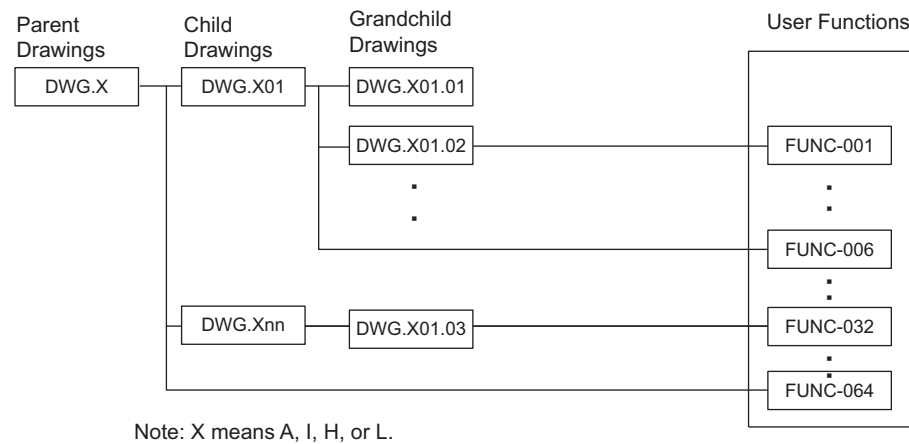 Parent
Drawings
Child
Drawings
Grandchild
Drawings
User Functions
DWG.X
DWG.X01
DWG.X01.01
DWG.X01.02
FUNC-001
FUNC-006
DWG.Xnn
DWG.X01.03
FUNC-032
FUNC-064
Note: X means A, I, H, or L.